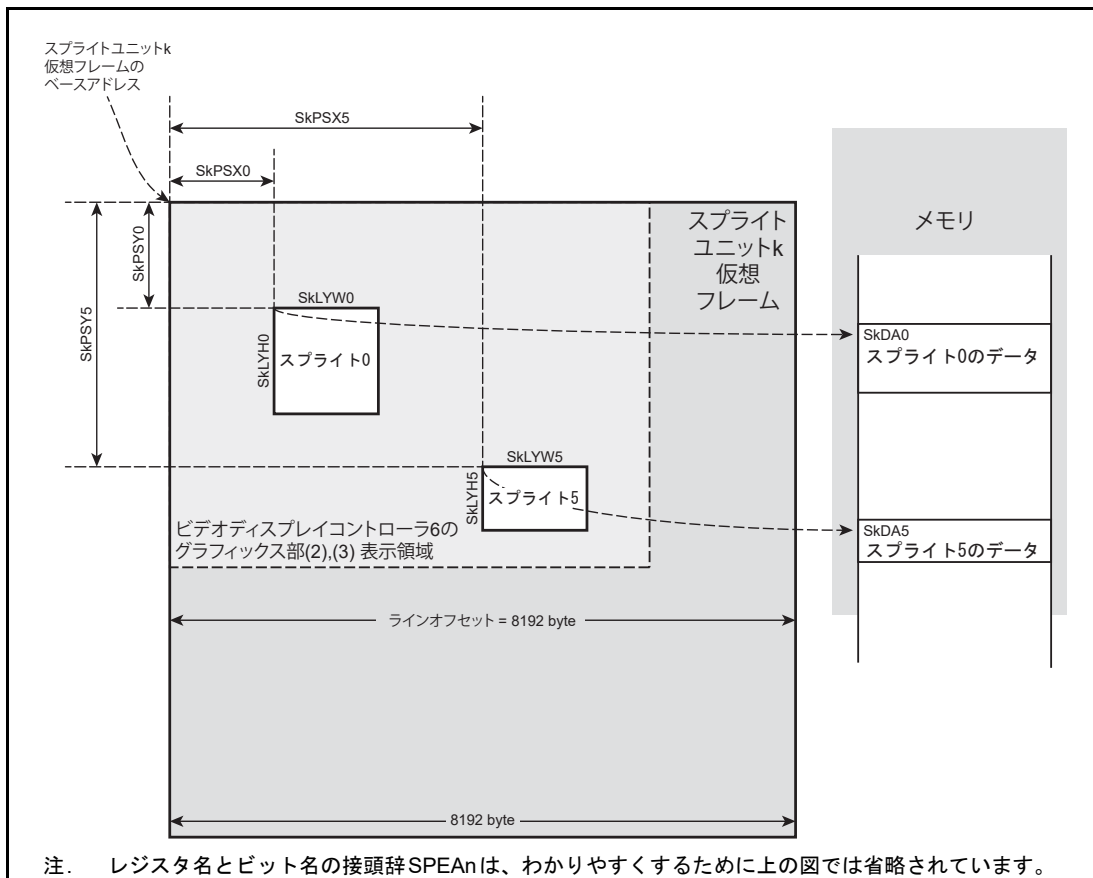 スプライトユニットk
仮想フレームの
ベースアドレス
SkPSX5
SkPSX0
SkPSY0
SkPSY5
スプライト
ユニットk
仮想
フレーム
メモリ
SkLYW0
SkLYH0
スプライト0
SkDA0
スプライト0のデータ
SkLYW5
SkLYH5
スプライト5
SkDA5
スプライト5のデータ
ビデオディスプレイコントローラ6の
グラフィックス部(2),(3) 表示領域
ラインオフセット = 8192 byte
8192 byte
注. レジスタ名とビット名の接頭辞SPEAnは、わかりやすくするために上の図では省略されています。